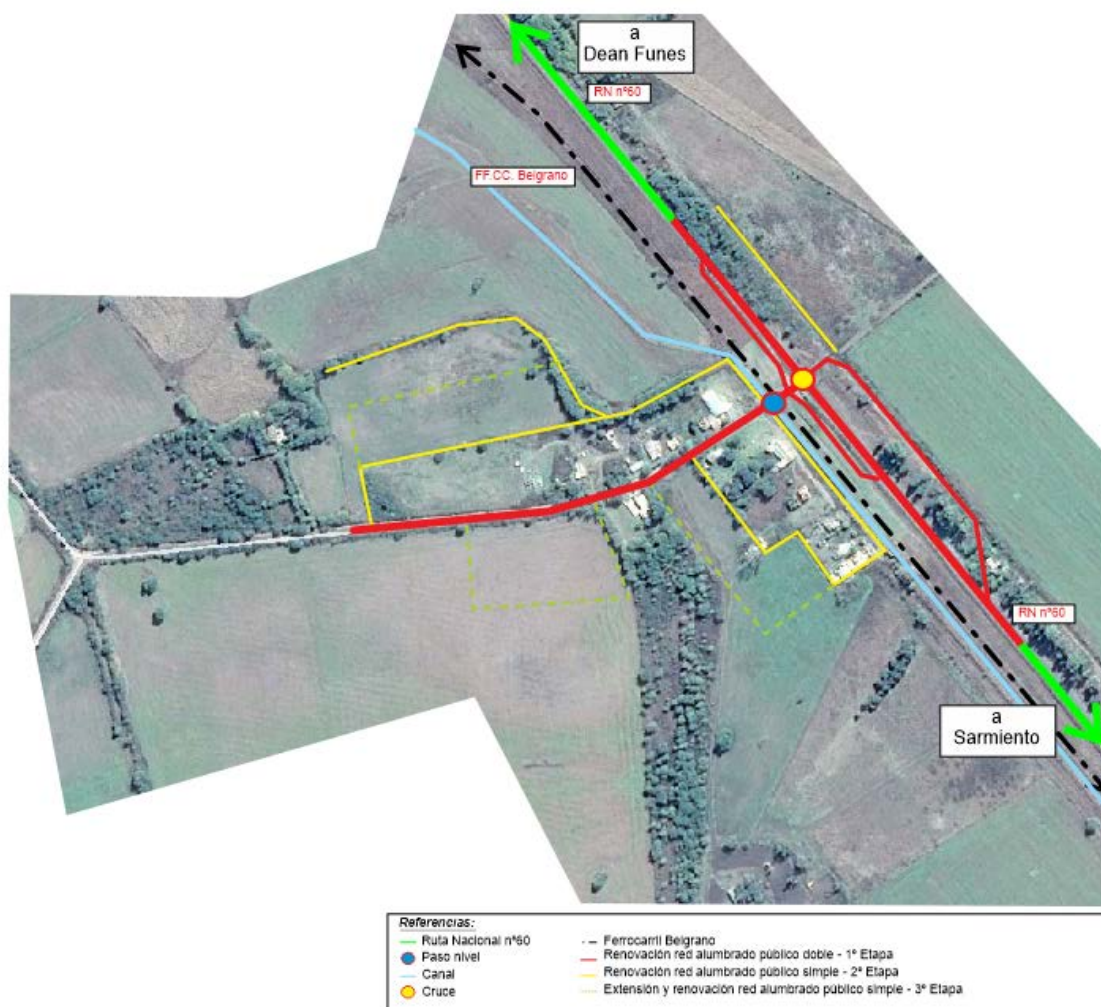 a
Dean Funes
RN nº60
FF.CC. Belgrano
RN nº60
a
Sarmiento
Referencias:
Ruta Nacional nº60
Paso nivel
Canal
Cruce
Ferrocarril Belgrano
Renovación red alumbrado público doble - 1º Etapa
Renovación red alumbrado público simple - 2º Etapa
Extensión y renovación red alumbrado público simple - 3º Etapa